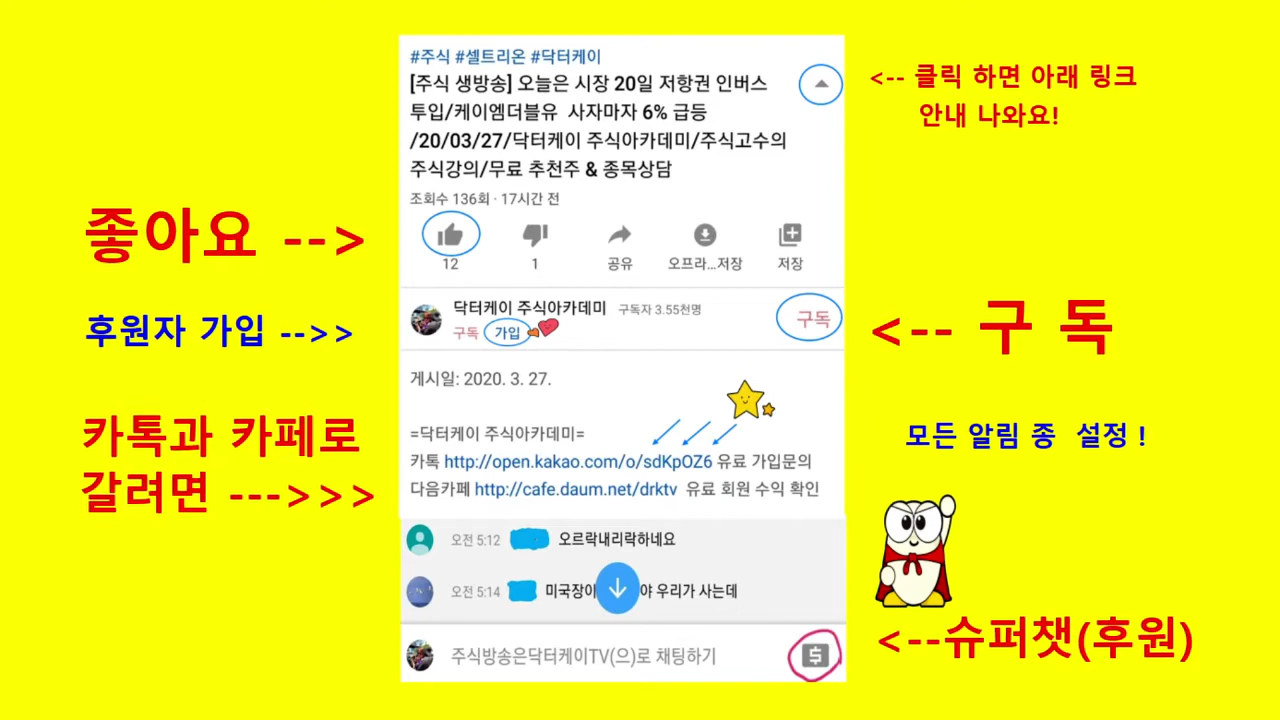 #주식 #셀트리온 #닥터케이
[주식 생방송] 오늘은 시장 20일 저항권 인버스
투입/케이엠더블유  사자마자 6% 급등
/20/03/27/닥터케이 주식아카데미/주식고수의
주식강의/무료 추천주 & 종목상담
조회수 136회 · 17시간 전
<-- 클릭 하면 아래 링크
안내 나와요!
좋아요 -->
12
1
공유
오프라...저장
저장
후원자 가입 -->>
닥터케이 주식아카데미 구독자 3.55천명
구독 가입
구독
<-- 구 독
게시일: 2020. 3. 27.
카톡과 카페로
갈려면 --->>>
=닥터케이 주식아카데미=
카톡 http://open.kakao.com/o/sdKpOZ6 유료 가입문의
다음카페 http://cafe.daum.net/drktv 유료 회원 수익 확인
모든 알림 종  설정 !
오전 5:12 오르락내리락하네요
오전 5:14 미국장이 야 우리가 사는데
주식방송은닥터케이TV(으)로 채팅하기
$
<--슈퍼챗(후원)